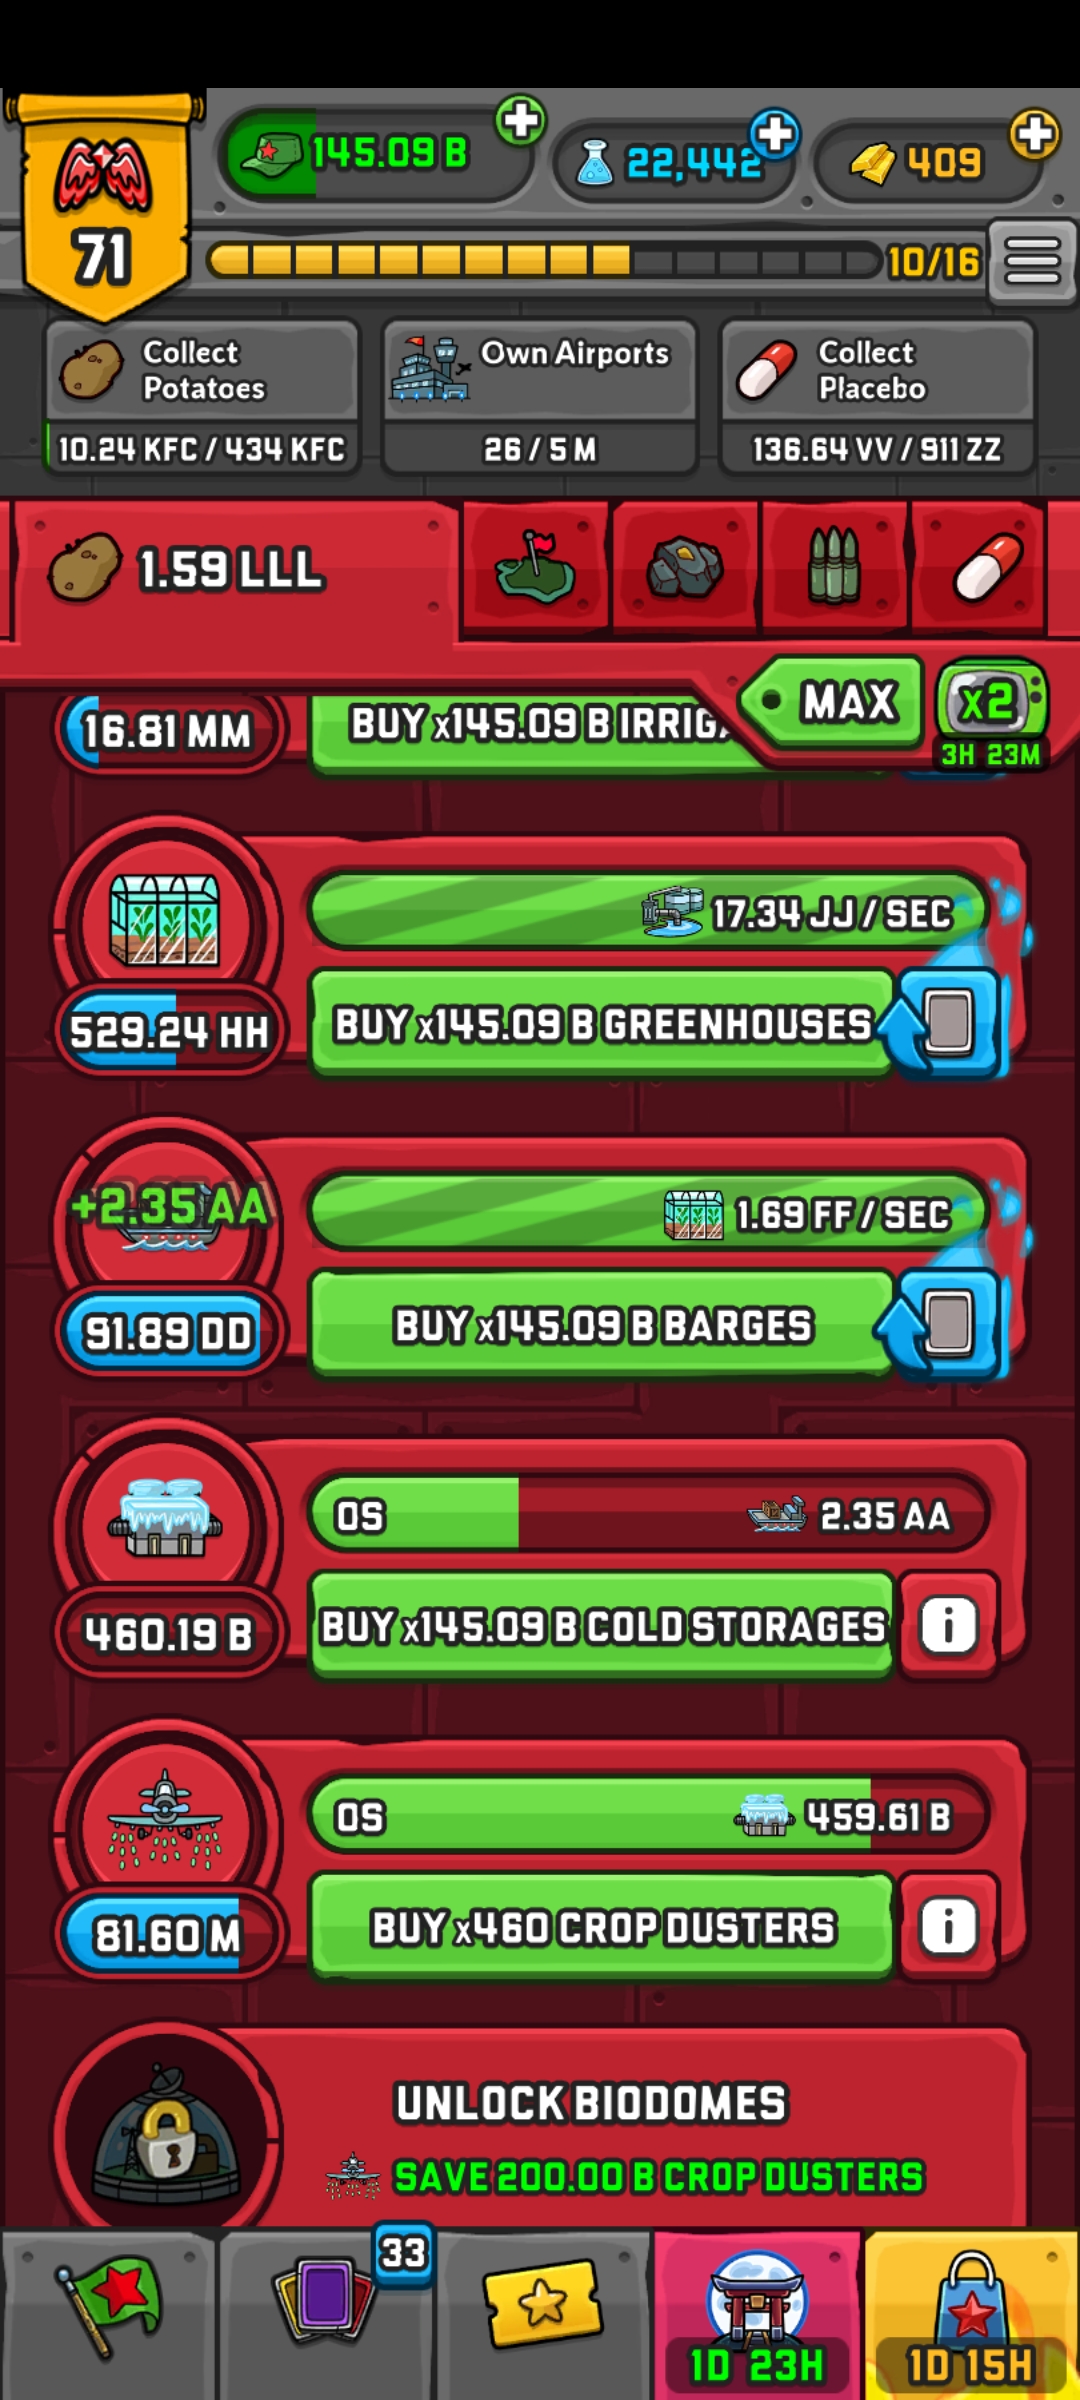 71
145.09 B
22,442
409
10/16
Collect
Potatoes
10.24 KFC / 434 KFC
Own Airports
26 / 5 M
Collect
Placebo
136.64 VV / 911 ZZ
1.59 LLL
MAX
x2
3H 23M
16.81 MM
BUY x145.09 B
17.34 JJ / SEC
529.24 HH
BUY x145.09 B GREENHOUSES
+2.35 AA
1.69 FF / SEC
91.89 DD
BUY x145.09 B BARGES
0S
2.35 AA
460.19 B
BUY x145.09 B COLD STORAGES
i
0S
459.61 B
81.60 M
BUY x460 CROP DUSTERS
i
UNLOCK BIODOMES
SAVE 200.00 B CROP DUSTERS
33
1D 23H
1D 15H